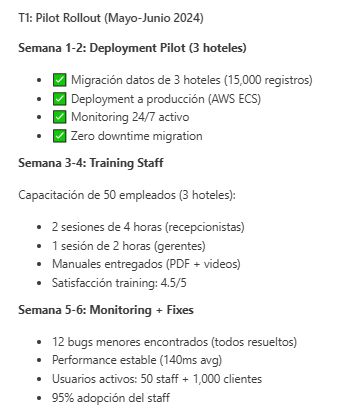 T1: Pilot Rollout (Mayo-Junio 2024)
Semana 1-2: Deployment Pilot (3 hoteles)
• ✅ Migración datos de 3 hoteles (15,000 registros)
• ✅ Deployment a producción (AWS ECS)
• ✅ Monitoring 24/7 activo
• ✅ Zero downtime migration
Semana 3-4: Training Staff
Capacitación de 50 empleados (3 hoteles):
• 2 sesiones de 4 horas (recepcionistas)
• 1 sesión de 2 horas (gerentes)
• Manuales entregados (PDF + videos)
• Satisfacción training: 4.5/5
Semana 5-6: Monitoring + Fixes
• 12 bugs menores encontrados (todos resueltos)
• Performance estable (140ms avg)
• Usuarios activos: 50 staff + 1,000 clientes
• 95% adopción del staff